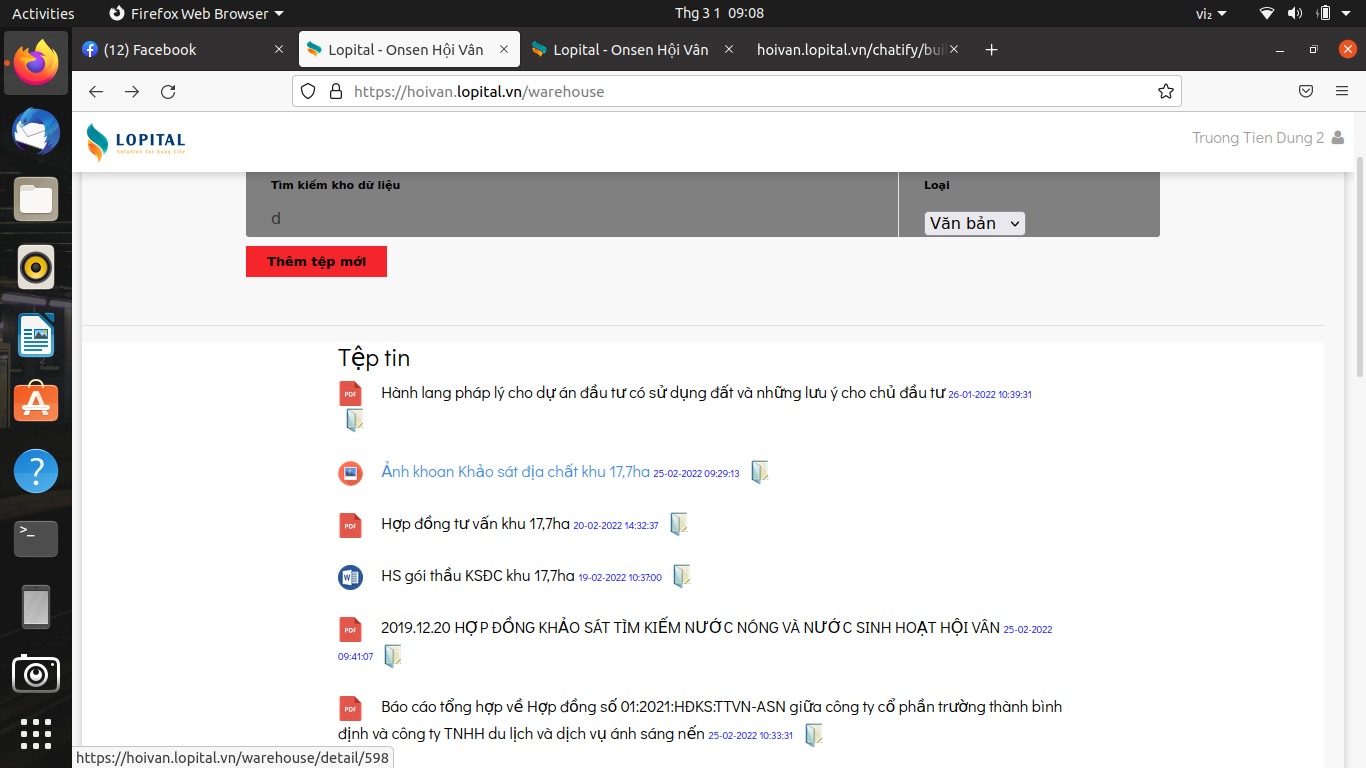 Activities
Firefox Web Browser
Thg 3 1 09:08
vi₂
(12) Facebook
Lopital - Onsen Hội Vân
Lopital - Onsen Hội Vân
hoivan.lopital.vn/chatify/bui
https://hoivan.lopital.vn/warehouse
LOPITAL
Solution for Easy Life
Truong Tien Dung 2
Tìm kiếm kho dữ liệu
Loại
d
Văn bản
Thêm tệp mới
Tệp tin
PDF Hành lang pháp lý cho dự án đầu tư có sử dụng đất và những lưu ý cho chủ đầu tư 26-01-2022 10:39:31
Ảnh khoan Khảo sát địa chất khu 17,7ha 25-02-2022 09:29:13
PDF Hợp đồng tư vấn khu 17,7ha 20-02-2022 14:32:37
W HS gói thầu KSĐC khu 17,7ha 19-02-2022 10:37:00
PDF 2019.12.20 HỢP ĐỒNG KHẢO SÁT TÌM KIẾM NƯỚC NÓNG VÀ NƯỚC SINH HOẠT HỘI VÂN 25-02-2022
09:41:07
PDF Báo cáo tổng hợp về Hợp đồng số 01:2021:HĐKS:TTVN-ASN giữa công ty cổ phần trường thành bình
định và công ty TNHH du lịch và dịch vụ ánh sáng nến 25-02-2022 10:33:31
https://hoivan.lopital.vn/warehouse/detail/598